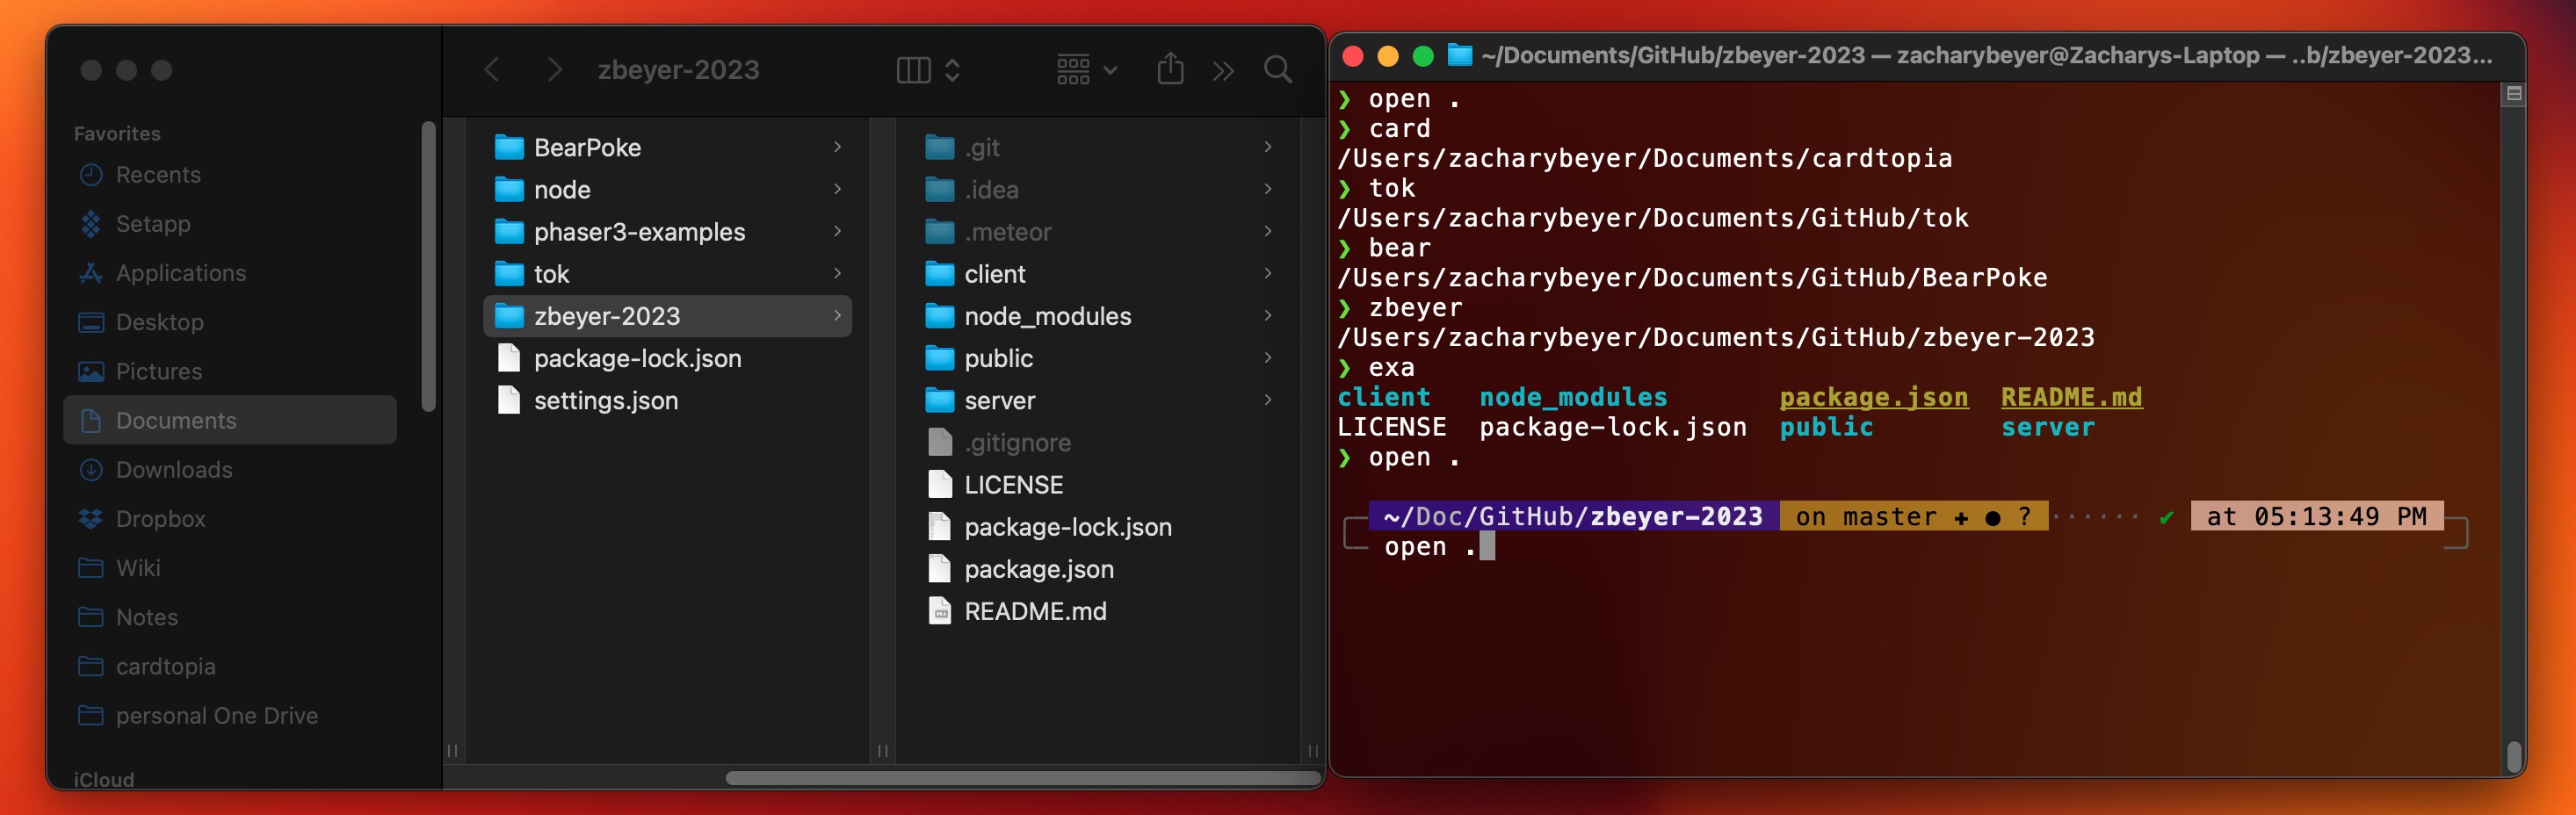 zbeyer-2023
Favorites
Recents
Setapp
Applications
Desktop
Pictures
Documents
Downloads
Dropbox
Wiki
Notes
cardtopia
personal One Drive
iCloud
BearPoke
node
phaser3-examples
tok
zbeyer-2023
package-lock.json
settings.json
.git
.idea
.meteor
client
node_modules
public
server
.gitignore
LICENSE
package-lock.json
package.json
README.md
~/Documents/GitHub/zbeyer-2023 — zacharybeyer@Zacharys-Laptop — ..b/zbeyer-2023...
❯ open .
❯ card
/Users/zacharybeyer/Documents/cardtopia
❯ tok
/Users/zacharybeyer/Documents/GitHub/tok
❯ bear
/Users/zacharybeyer/Documents/GitHub/BearPoke
❯ zbeyer
/Users/zacharybeyer/Documents/GitHub/zbeyer-2023
❯ exa
client node_modules package.json README.md
LICENSE package-lock.json public server
❯ open .
~/Doc/GitHub/zbeyer-2023 on master ✚ ● ? ······ ✔ at 05:13:49 PM
open .